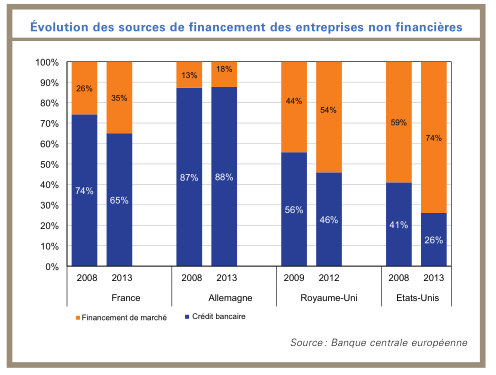 Évolution des sources de financement des entreprises non financières
100%
90%
80%
70%
60%
50%
40%
30%
20%
10%
0%
26% 35% 13% 18% 44% 54% 59% 74%
74% 65% 87% 88% 56% 46% 41% 26%
2008 2013 2008 2013 2009 2012 2008 2013
France Allemagne Royaume-Uni Etats-Unis
Financement de marché Crédit bancaire
Source : Banque centrale européenne